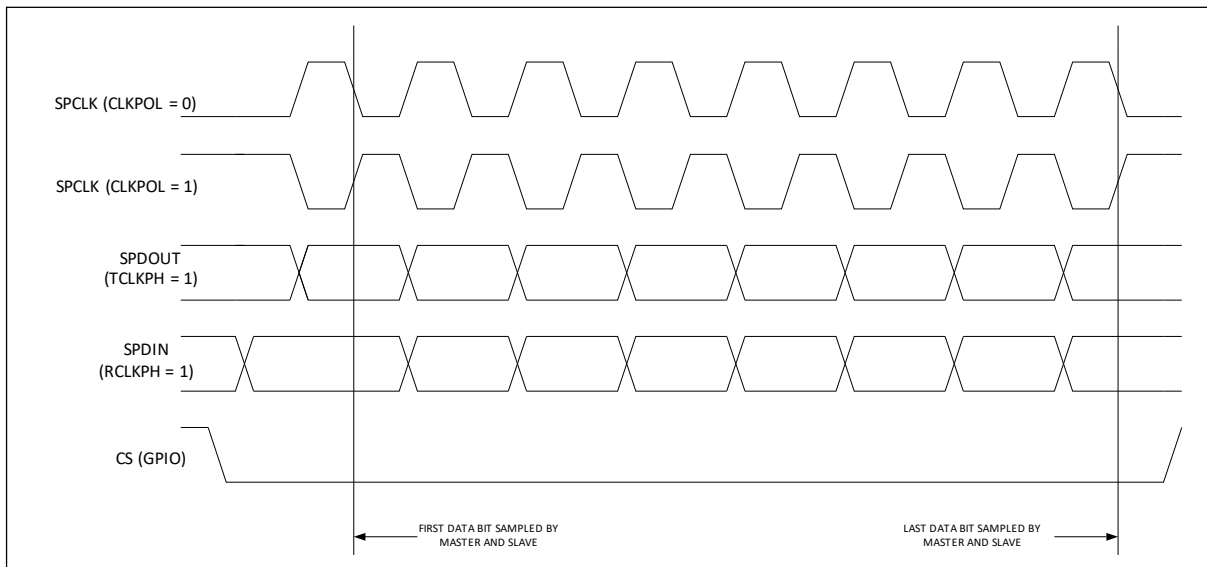 SPCLK (CLKPOL = 0)
SPCLK (CLKPOL = 1)
SPDOUT
(TCLKPH = 1)
SPDIN
(RCLKPH = 1)
CS (GPIO)
FIRST DATA BIT SAMPLED BY
MASTER AND SLAVE
LAST DATA BIT SAMPLED BY
MASTER AND SLAVE